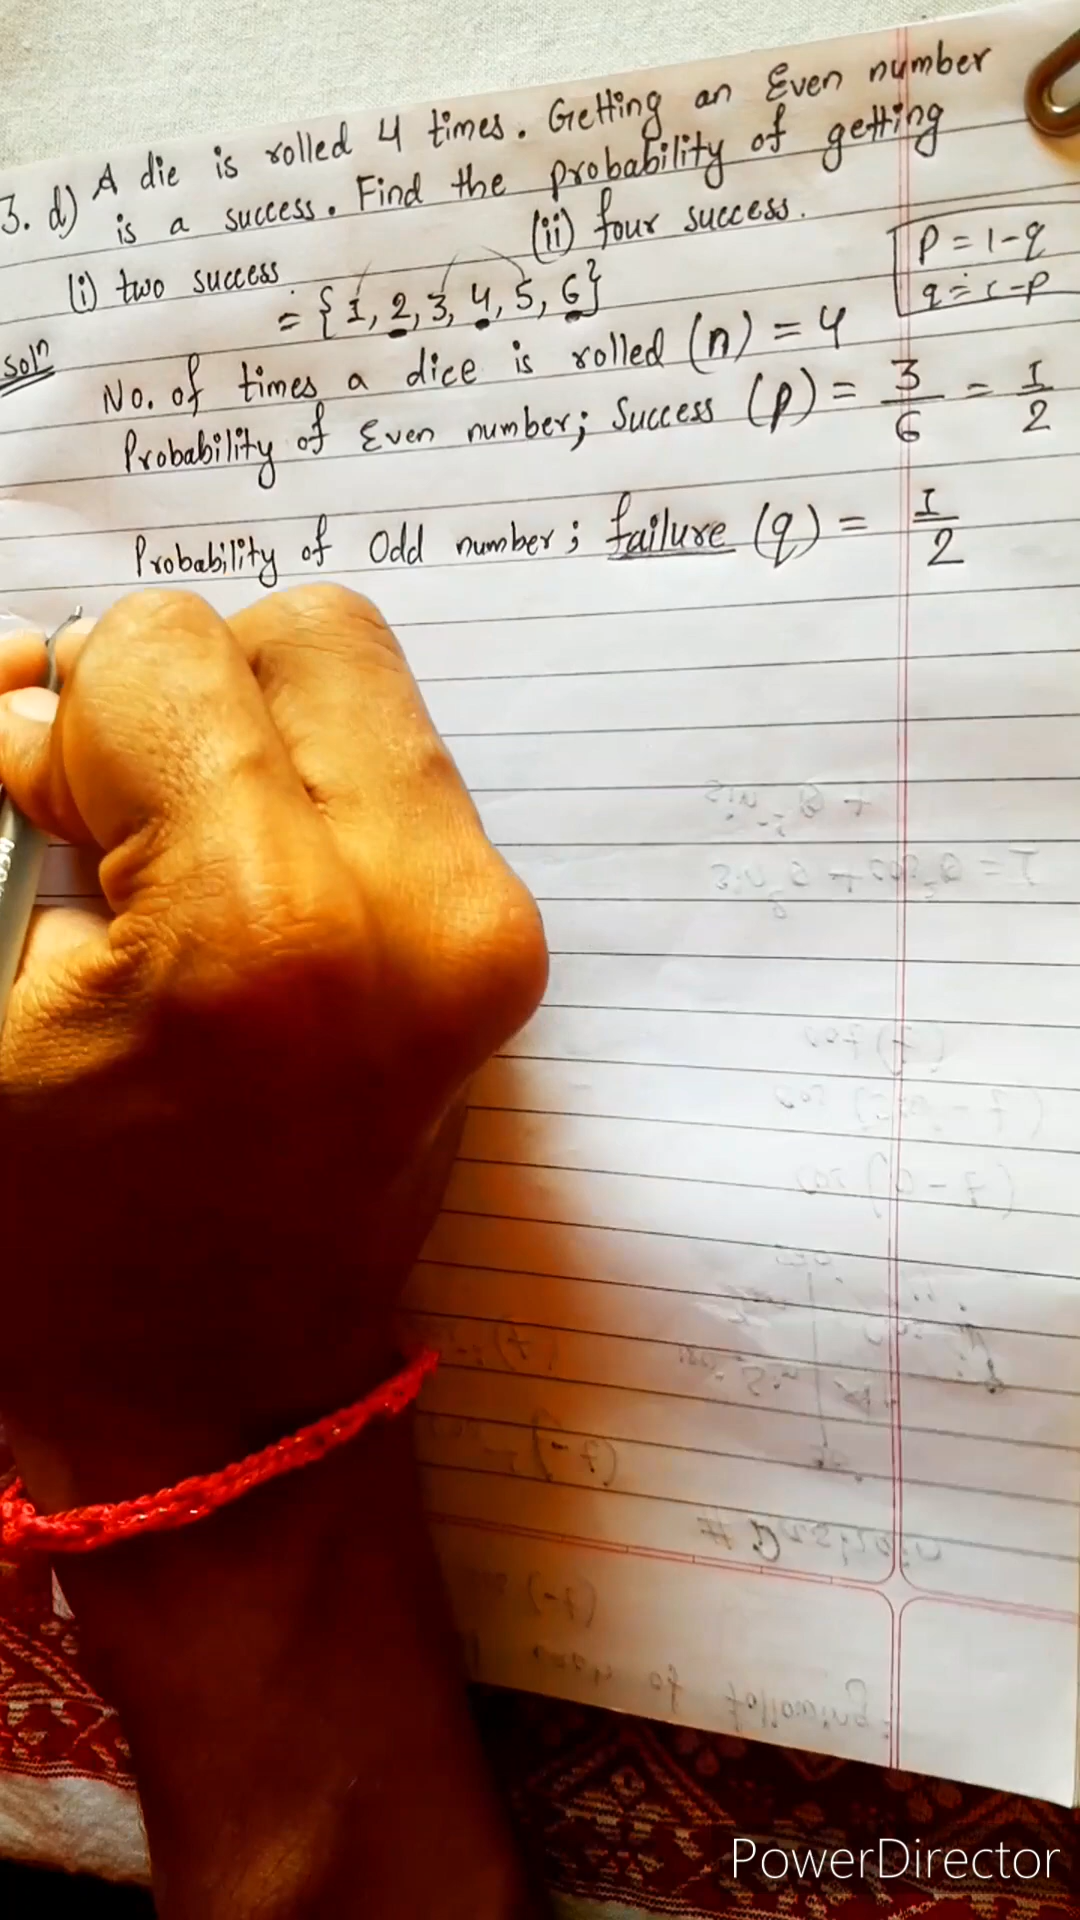 3. d) A die is rolled 4 times. Getting an Even number
is a success. Find the probability of getting
(i) two success (ii) four success.
P = 1-q
q = 1-p
= {1, 2, 3, 4, 5, 6}
Soln
No. of times a dice is rolled (n) = 4
Probability of Even number; Success (p) = 3/6 = 1/2
Probability of Odd number; failure (q) = 1/2
PowerDirector